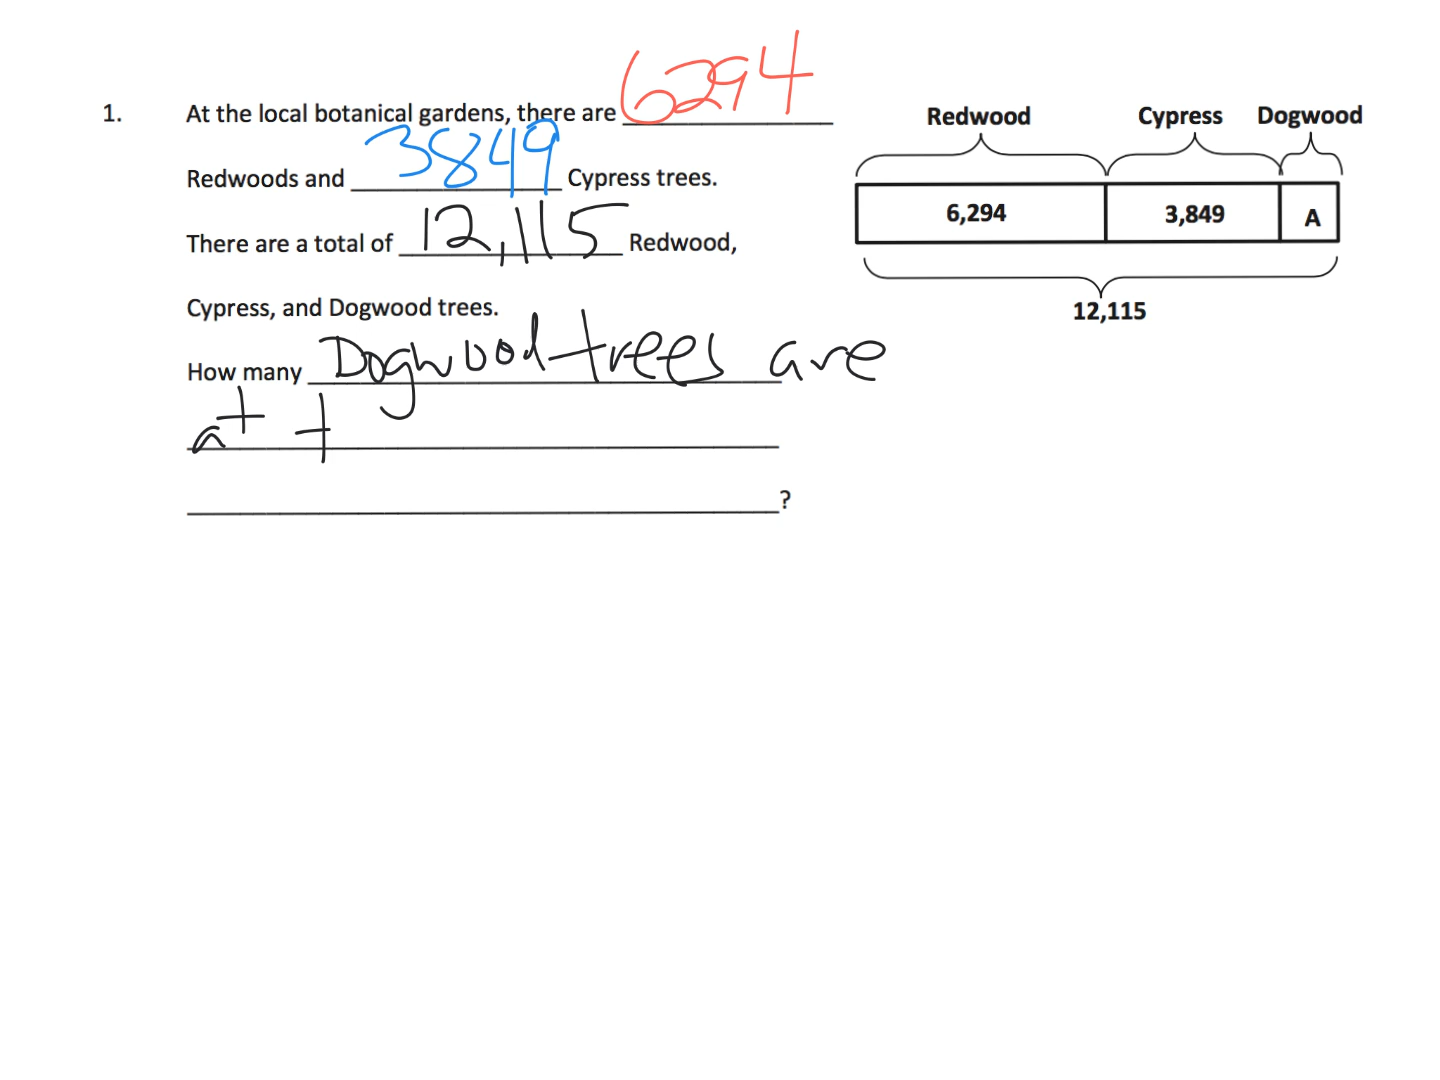 1. At the local botanical gardens, there are 6294
Redwoods and 3849 Cypress trees.
There are a total of 12,115 Redwood,
Cypress, and Dogwood trees.
How many Dogwood trees are
at t
?
Redwood Cypress Dogwood
6,294 3,849 A
12,115